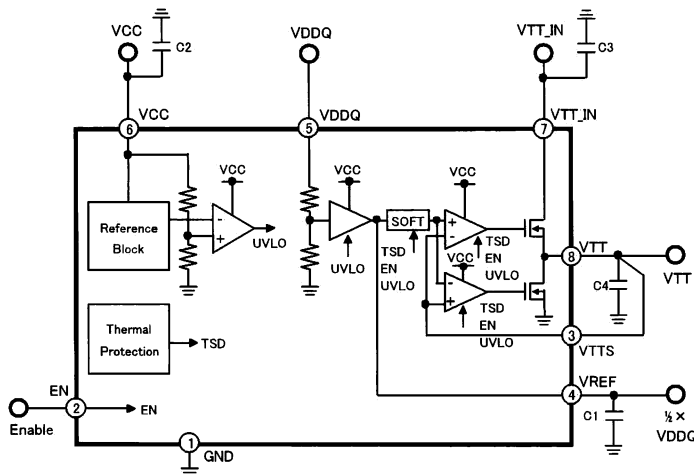 VCC
C2
VDDQ
VTT_IN
C3
VCC
6
VDDQ
5
VTT_IN
7
VCC
VCC
VCC
Reference
Block
-
+
UVLO
UVLO
SOFT
TSD
EN
UVLO
+
-
TSD
EN
UVLO
VCC
-
+
TSD
EN
UVLO
VTT
8
C4
VTT
3
VTTS
Thermal
Protection
TSD
EN
2
EN
Enable
VREF
4
C1
½ ×
VDDQ
1
GND